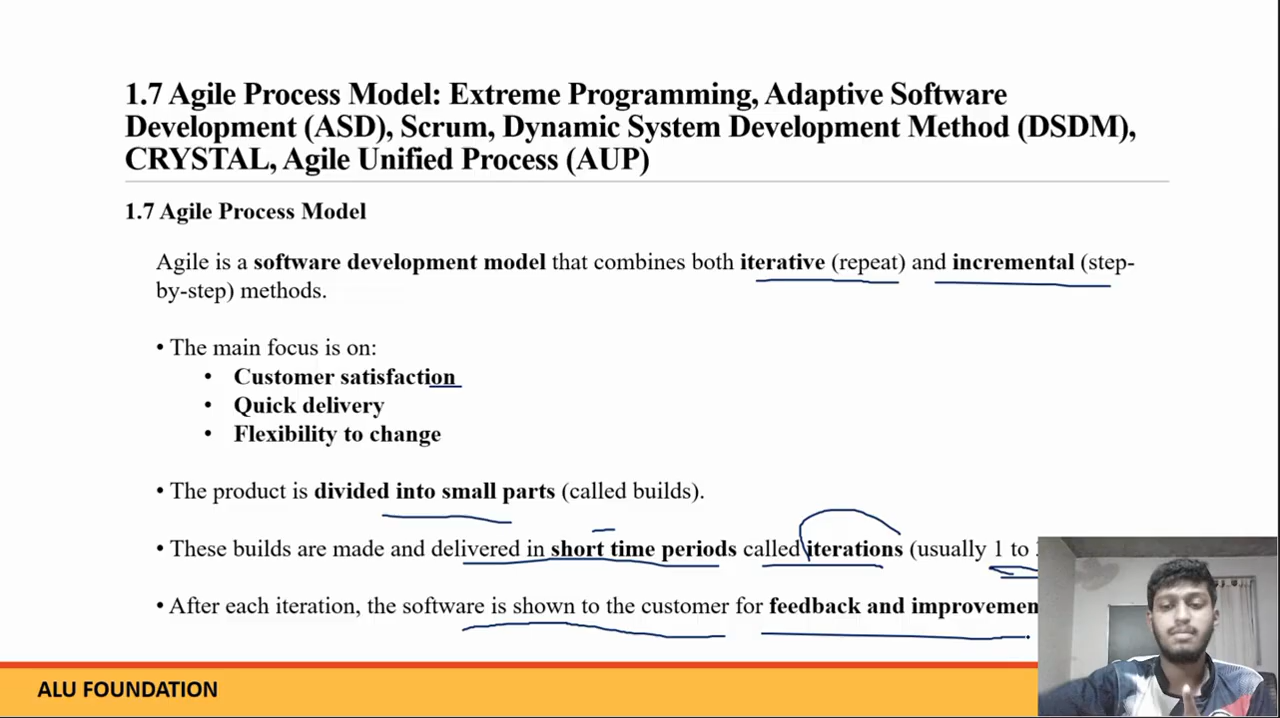 1.7 Agile Process Model: Extreme Programming, Adaptive Software
Development (ASD), Scrum, Dynamic System Development Method (DSDM),
CRYSTAL, Agile Unified Process (AUP)
1.7 Agile Process Model
Agile is a software development model that combines both iterative (repeat) and incremental (step-
by-step) methods.
• The main focus is on:
• Customer satisfaction
• Quick delivery
• Flexibility to change
• The product is divided into small parts (called builds).
• These builds are made and delivered in short time periods called iterations (usually 1 to
• After each iteration, the software is shown to the customer for feedback and improvemen
ALU FOUNDATION